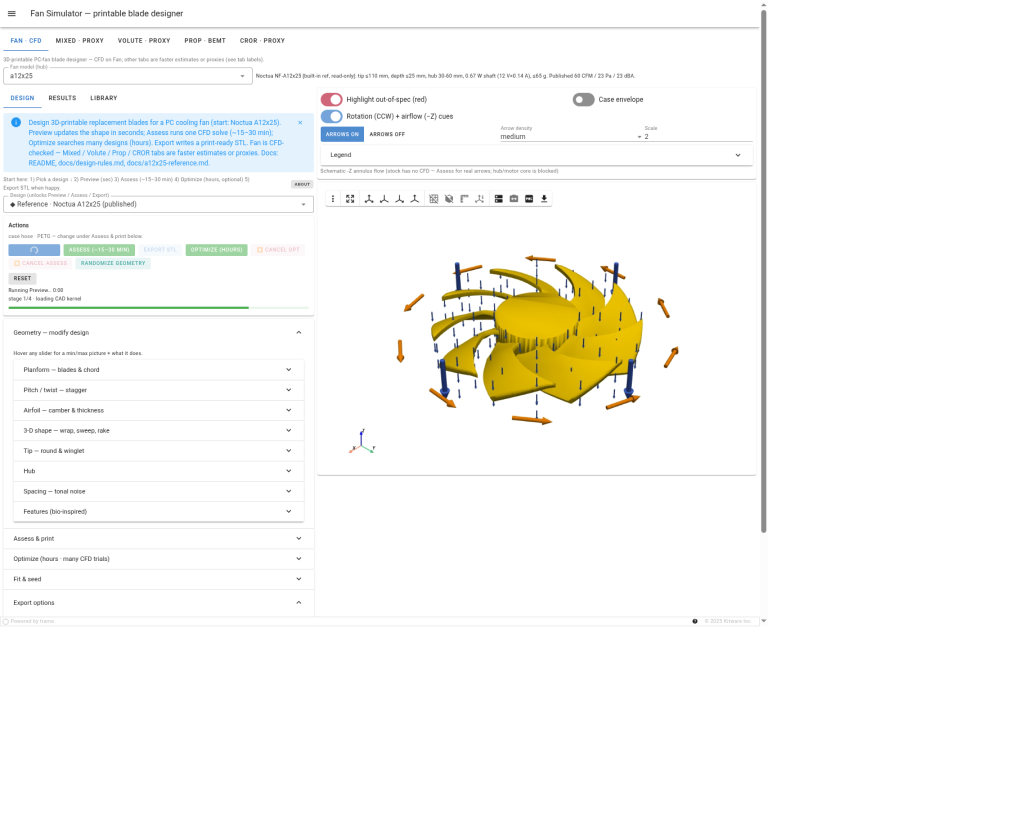 Fan Simulator — printable blade designer
FAN · CFD
MIXED · PROXY
VOLUTE · PROXY
PROP · BEMT
CROR · PROXY
3D-printable PC-fan blade designer — CFD on Fan; other tabs are faster estimates or proxies (see tab labels).
Fan model (hub)
a12x25
Noctua NF-A12x25 (built-in ref, read-only): tip ≤110 mm, depth ≤25 mm, hub 30-60 mm, 0.67 W shaft (12 V×0.14 A), ≤65 g. Published 60 CFM / 23 Pa / 23 dBA.
DESIGN
RESULTS
LIBRARY
Design 3D-printable replacement blades for a PC cooling fan (start: Noctua A12x25).
Preview updates the shape in seconds; Assess runs one CFD solve (~15–30 min);
Optimize searches many designs (hours). Export writes a print-ready STL. Fan is CFD-
checked — Mixed / Volute / Prop / CROR tabs are faster estimates or proxies. Docs:
README, docs/design-rules.md, docs/a12x25-reference.md.
×
Start here: 1) Pick a design · 2) Preview (sec) 3) Assess (~15–30 min) 4) Optimize (hours, optional) 5)
Export STL when happy.
ABOUT
Design (unlocks Preview / Assess / Export)
◆ Reference · Noctua A12x25 (published)
Actions
case hose · PETG — change under Assess & print below.
ASSESS (~15–30 MIN)
EXPORT STL
OPTIMIZE (HOURS)
CANCEL OPT
CANCEL ASSESS
RANDOMIZE GEOMETRY
RESET
Running Preview… 0:00
stage 1/4 · loading CAD kernel
Geometry — modify design
Hover any slider for a min/max picture + what it does.
Planform — blades & chord
Pitch / twist — stagger
Airfoil — camber & thickness
3-D shape — wrap, sweep, rake
Tip — round & winglet
Hub
Spacing — tonal noise
Features (bio-inspired)
Assess & print
Optimize (hours · many CFD trials)
Fit & seed
Export options
Highlight out-of-spec (red)
Case envelope
Rotation (CCW) + airflow (−Z) cues
ARROWS ON
ARROWS OFF
Arrow density
medium
Scale
2
Legend
Schematic -Z annulus flow (stock has no CFD — Assess for real arrows; hub/motor core is blocked).
Z
X
Y
Powered by trame
© 2025 Kitware Inc.